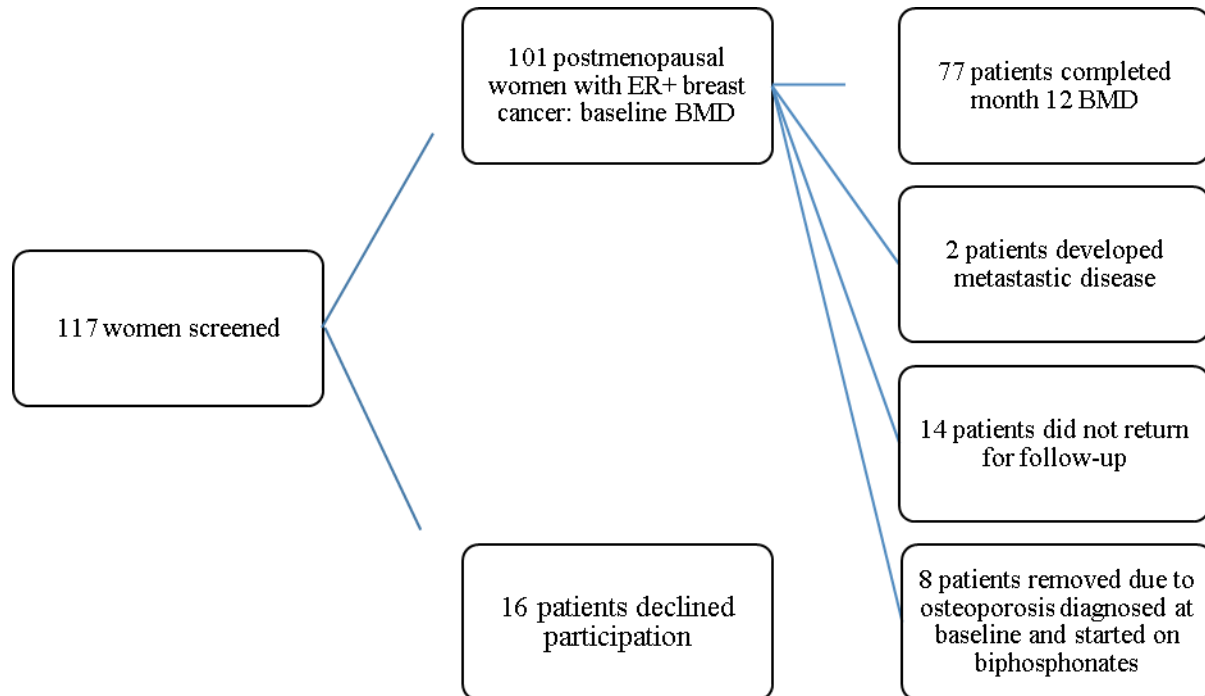 117 women screened
101 postmenopausal
women with ER+ breast
cancer: baseline BMD
16 patients declined
participation
77 patients completed
month 12 BMD
2 patients developed
metastastic disease
14 patients did not return
for follow-up
8 patients removed due to
osteoporosis diagnosed at
baseline and started on
biphosphonates